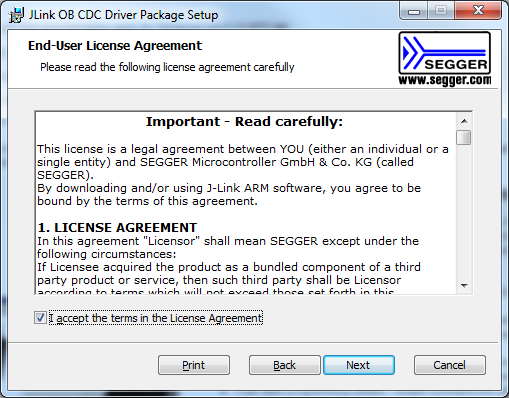 JLink OB CDC Driver Package Setup
End-User License Agreement
Please read the following license agreement carefully
SEGGER
www.segger.com
Important - Read carefully:
This license is a legal agreement between YOU (either an individual or a
single entity) and SEGGER Microcontroller GmbH & Co. KG (called
SEGGER).
By downloading and/or using J-Link ARM software, you agree to be
bound by the terms of this agreement.
1. LICENSE AGREEMENT
In this agreement "Licensor" shall mean SEGGER except under the
following circumstances:
If Licensee acquired the product as a bundled component of a third
party product or service, then such third party shall be Licensor
according to terms which will not exceed those set forth in this
I accept the terms in the License Agreement
Print
Back
Next
Cancel